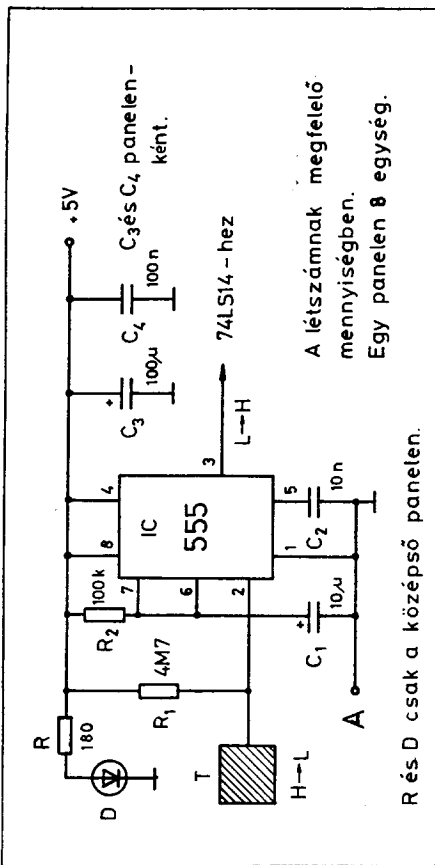 +5V
R
180
D
R₂
100k
R₁
4M7
7
6
2
8
4
IC
555
3
1
5
C₃
100µ
+
C₄
100n
C₃ és C₄ panelen-
ként.
L→H
74LS14-hez
T
H→L
C₁
10µ
+
C₂
10n
A
A létszámnak megfelelő
mennyiségben.
Egy panelen 8 egység.
R és D csak a középső panelen.